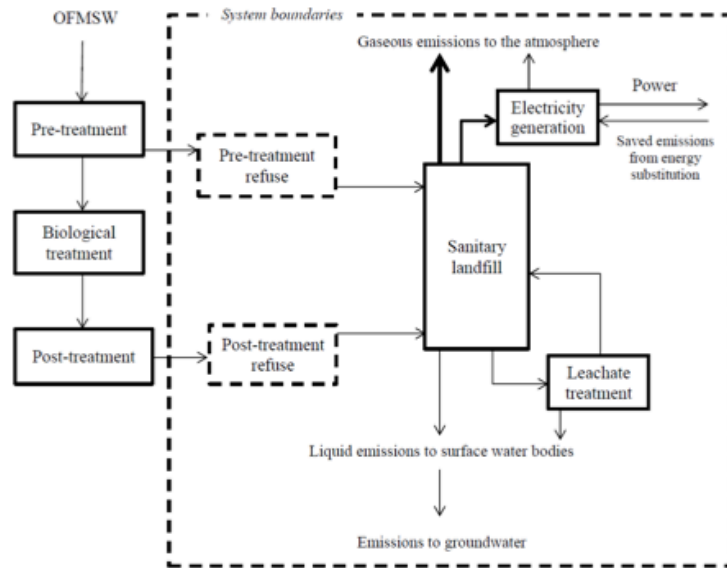 OFMSW
System boundaries
Gaseous emissions to the atmosphere
Pre-treatment
Pre-treatment
refuse
Electricity
generation
Power
Saved emissions
from energy
substitution
Biological
treatment
Sanitary
landfill
Post-treatment
Post-treatment
refuse
Leachate
treatment
Liquid emissions to surface water bodies
Emissions to groundwater